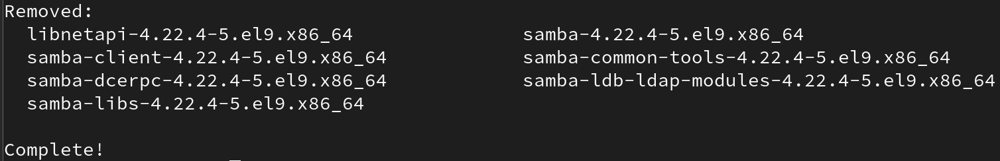 Removed:
  libnetapi-4.22.4-5.el9.x86_64               samba-4.22.4-5.el9.x86_64
  samba-client-4.22.4-5.el9.x86_64            samba-common-tools-4.22.4-5.el9.x86_64
  samba-dcerpc-4.22.4-5.el9.x86_64            samba-ldb-ldap-modules-4.22.4-5.el9.x86_64
  samba-libs-4.22.4-5.el9.x86_64

Complete!